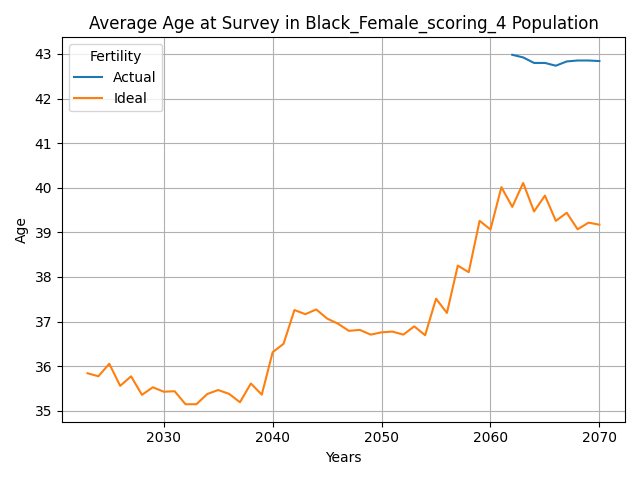 Average Age at Survey in Black_Female_scoring_4 Population
Fertility
Actual
Ideal
43
42
41
40
39
38
37
36
35
Age
2030 2040 2050 2060 2070
Years